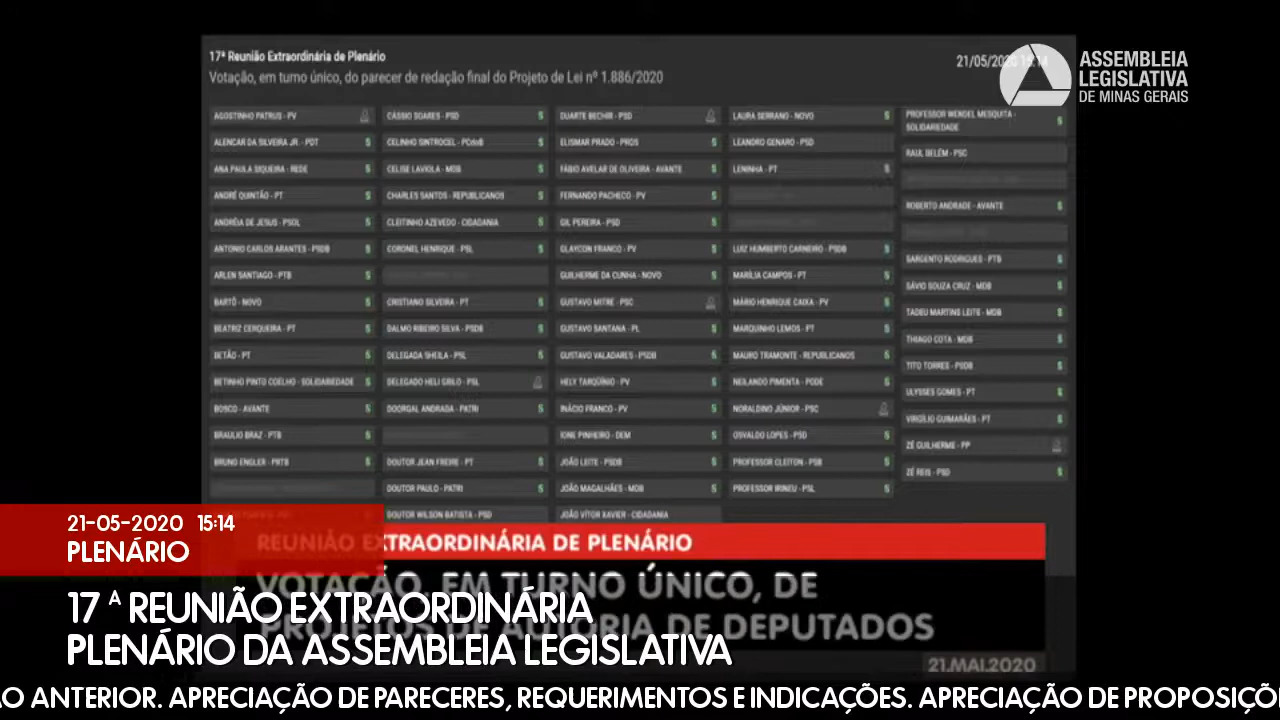 17ª Reunião Extraordinária de Plenário
Votação, em turno único, do parecer de redação final do Projeto de Lei nº 1.886/2020
21/05/2020 15:14
ASSEMBLEIA
LEGISLATIVA
DE MINAS GERAIS
AGOSTINHO PATRUS - PV
ALENCAR DA SILVEIRA JR. - PDT S
ANA PAULA SIQUEIRA - REDE S
ANDRÉ QUINTÃO - PT S
ANDRÉIA DE JESUS - PSOL S
ANTONIO CARLOS ARANTES - PSDB S
ARLEN SANTIAGO - PTB S
BARTÔ - NOVO S
BEATRIZ CERQUEIRA - PT S
BETÃO - PT S
BETINHO PINTO COELHO - SOLIDARIEDADE S
BOSCO - AVANTE S
BRAULIO BRAZ - PTB S
BRUNO ENGLER - PRTB S
CÁSSIO SOARES - PSD S
CELINHO SINTROCEL - PCdoB S
CELISE LAVIOLA - MDB S
CHARLES SANTOS - REPUBLICANOS S
CLEITINHO AZEVEDO - CIDADANIA S
CORONEL HENRIQUE - PSL S
CRISTIANO SILVEIRA - PT S
DALMO RIBEIRO SILVA - PSDB S
DELEGADA SHEILA - PSL S
DELEGADO HELI GRILO - PSL
DOORGAL ANDRADA - PATRI S
DOUTOR JEAN FREIRE - PT S
DOUTOR PAULO - PATRI S
DOUTOR WILSON BATISTA - PSD S
DUARTE BECHIR - PSD
ELISMAR PRADO - PROS S
FÁBIO AVELAR DE OLIVEIRA - AVANTE S
FERNANDO PACHECO - PV S
GIL PEREIRA - PSD S
GLAYCON FRANCO - PV S
GUILHERME DA CUNHA - NOVO S
GUSTAVO MITRE - PSC
GUSTAVO SANTANA - PL S
GUSTAVO VALADARES - PSDB S
HELY TARQÜÍNIO - PV S
INÁCIO FRANCO - PV S
IONE PINHEIRO - DEM S
JOÃO LEITE - PSDB S
JOÃO MAGALHÃES - MDB S
JOÃO VÍTOR XAVIER - CIDADANIA
LAURA SERRANO - NOVO S
LEANDRO GENARO - PSD S
LENINHA - PT S
LUIZ HUMBERTO CARNEIRO - PSDB S
MARÍLIA CAMPOS - PT S
MÁRIO HENRIQUE CAIXA - PV S
MARQUINHO LEMOS - PT S
MAURO TRAMONTE - REPUBLICANOS S
NEILANDO PIMENTA - PODE S
NORALDINO JÚNIOR - PSC
OSVALDO LOPES - PSD S
PROFESSOR CLEITON - PSB S
PROFESSOR IRINEU - PSL S
PROFESSOR WENDEL MESQUITA -
SOLIDARIEDADE S
RAUL BELÉM - PSC
ROBERTO ANDRADE - AVANTE S
SARGENTO RODRIGUES - PTB S
SÁVIO SOUZA CRUZ - MDB S
TADEU MARTINS LEITE - MDB S
THIAGO COTA - MDB S
TITO TORRES - PSDB S
ULYSSES GOMES - PT S
VIRGÍLIO GUIMARÃES - PT S
ZÉ GUILHERME - PP
ZÉ REIS - PSD S
REUNIÃO EXTRAORDINÁRIA DE PLENÁRIO
VOTAÇÃO, EM TURNO ÚNICO, DE
PROJETOS DE AUTORIA DE DEPUTADOS
21.MAI.2020
21-05-2020 15:14
PLENÁRIO
17 ª REUNIÃO EXTRAORDINÁRIA
PLENÁRIO DA ASSEMBLEIA LEGISLATIVA
O ANTERIOR. APRECIAÇÃO DE PARECERES, REQUERIMENTOS E INDICAÇÕES. APRECIAÇÃO DE PROPOSIÇÕ